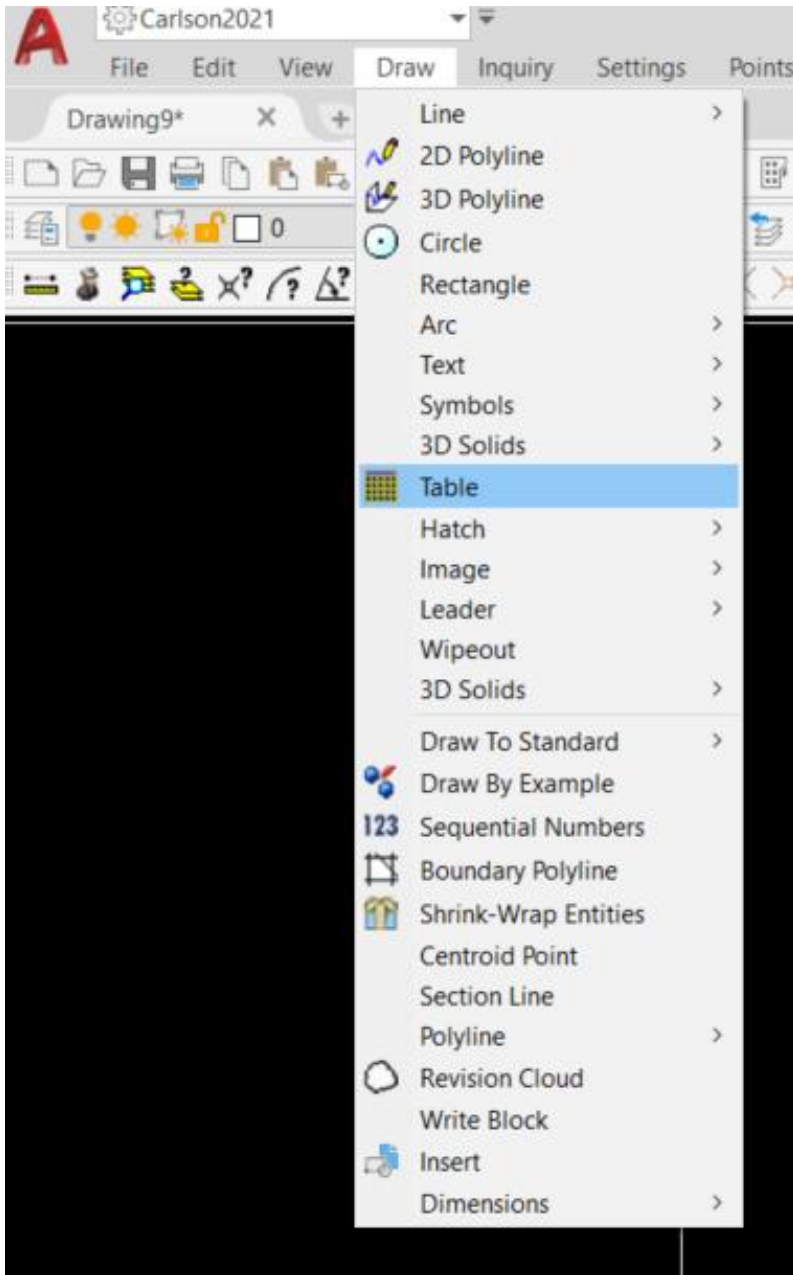 Carlson2021
File Edit View Draw Inquiry Settings Points
Drawing9*
Line
2D Polyline
3D Polyline
0
Circle
Rectangle
Arc
Text
Symbols
3D Solids
Table
Hatch
Image
Leader
Wipeout
3D Solids
Draw To Standard
Draw By Example
123 Sequential Numbers
Boundary Polyline
Shrink-Wrap Entities
Centroid Point
Section Line
Polyline
Revision Cloud
Write Block
Insert
Dimensions